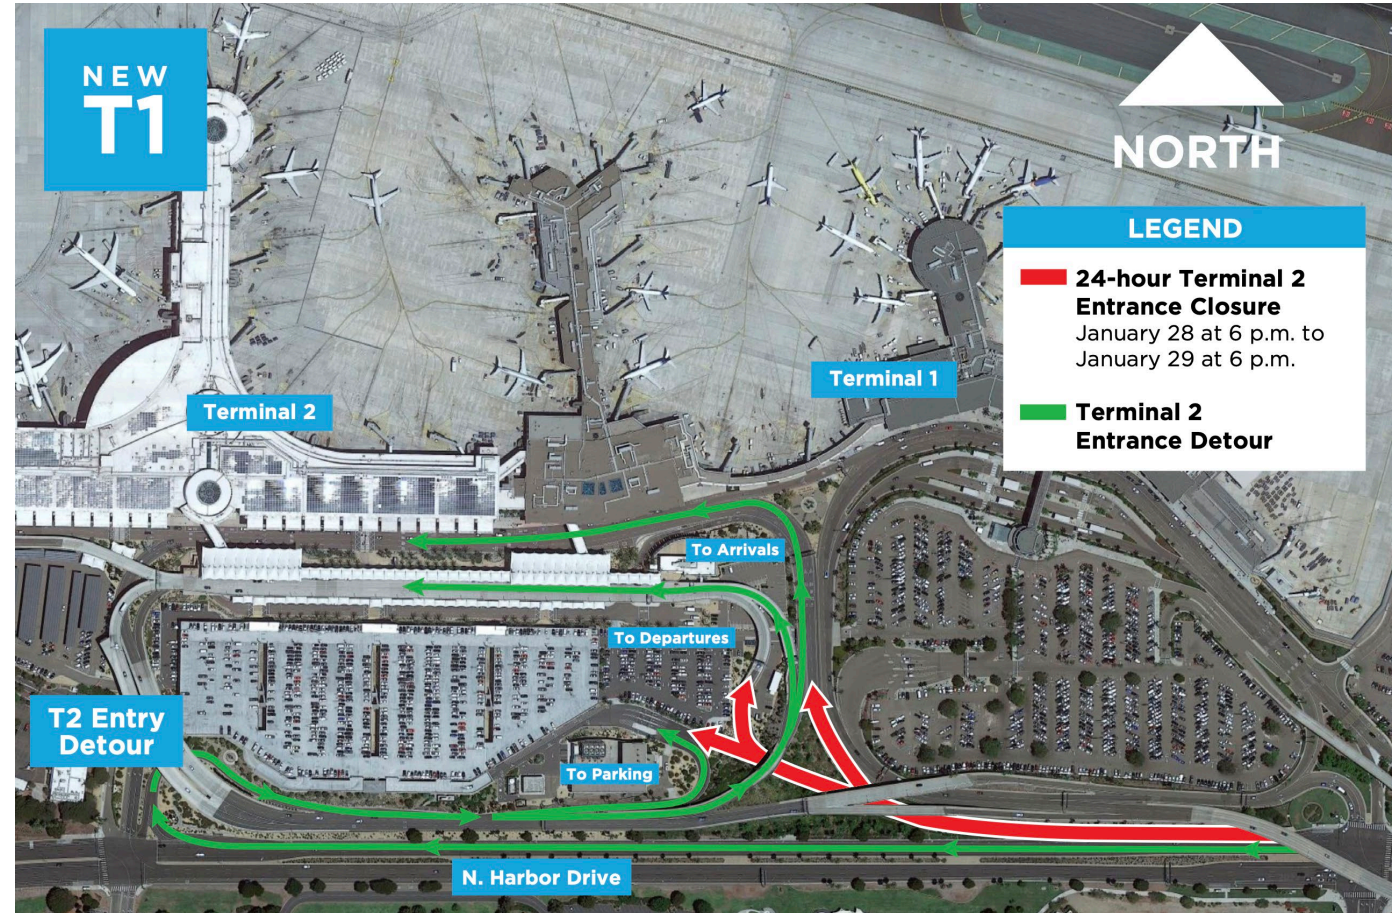 NEW
T1
NORTH
LEGEND
24-hour Terminal 2
Entrance Closure
January 28 at 6 p.m. to
January 29 at 6 p.m.
Terminal 2
Entrance Detour
Terminal 1
Terminal 2
To Arrivals
To Departures
T2 Entry
Detour
To Parking
N. Harbor Drive